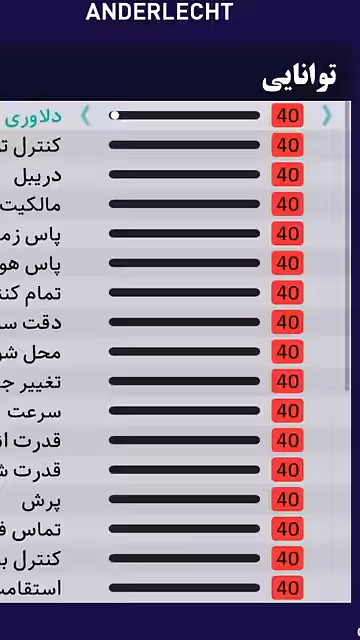 ANDERLECHT
توانایی
دلاوری 40
کنترل 40
دریبل 40
مالکیت 40
پاس 40
پاس 40
تمام 40
دقت 40
محل 40
تغییر 40
سرعت 40
قدرت 40
قدرت 40
پرش 40
تماس 40
کنترل 40
40